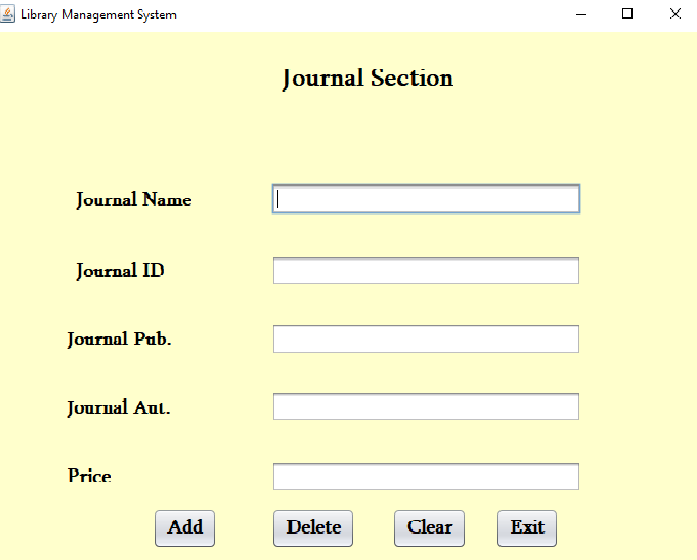 Library Management System
Journal Section
Journal Name
Journal ID
Journal Pub.
Journal Aut.
Price
Add Delete Clear Exit